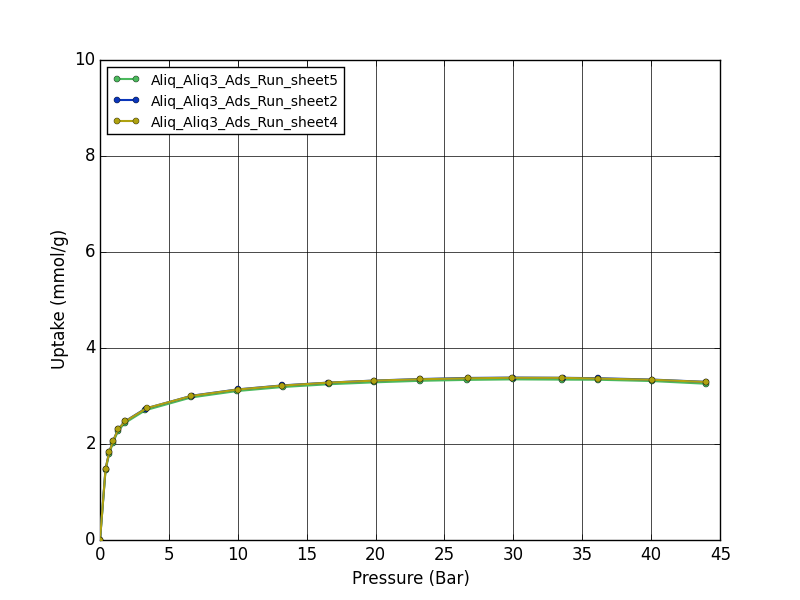 10
Aliq_Aliq3_Ads_Run_sheet5
Aliq_Aliq3_Ads_Run_sheet2
Aliq_Aliq3_Ads_Run_sheet4
8
6
Uptake (mmol/g)
4
2
0
0 5 10 15 20 25 30 35 40 45
Pressure (Bar)